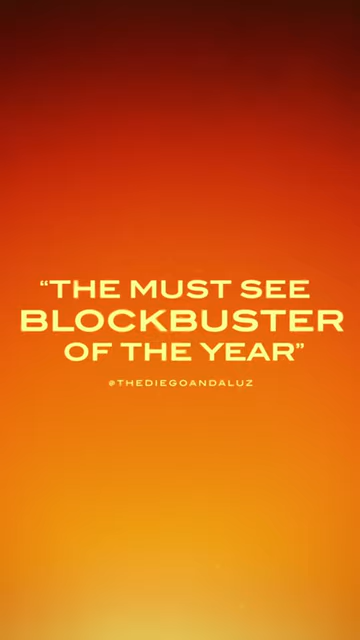 “THE MUST SEE
BLOCKBUSTER
OF THE YEAR”
@THEDIEGOANDALUZ